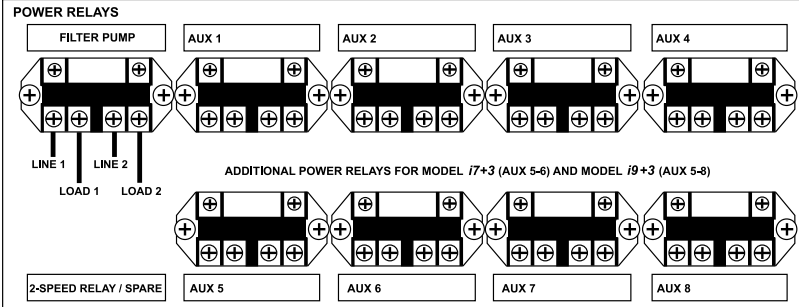 POWER RELAYS
FILTER PUMP
AUX 1
AUX 2
AUX 3
AUX 4
LINE 1
LINE 2
LOAD 1
LOAD 2
ADDITIONAL POWER RELAYS FOR MODEL i7+3 (AUX 5-6) AND MODEL i9+3 (AUX 5-8)
2-SPEED RELAY / SPARE
AUX 5
AUX 6
AUX 7
AUX 8